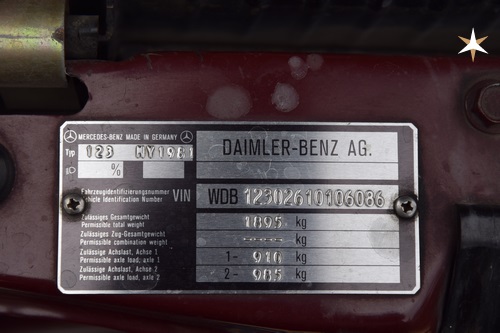 MERCEDES-BENZ MADE IN GERMANY
Typ 123 MY1981
%
DAIMLER-BENZ AG.
Fahrzeugidentifizierungsnummer
Vehicle Identification Number
VIN WDB 12302610106086
Zulässiges Gesamtgewicht
Permissible total weight
1895 kg
Zulässiges Zug-Gesamtgewicht
Permissible combination weight
----- kg
Zulässige Achslast, Achse 1
Permissible axle load, axle 1
1- 910 kg
Zulässige Achslast, Achse 2
Permissible axle load, axle 2
2- 985 kg